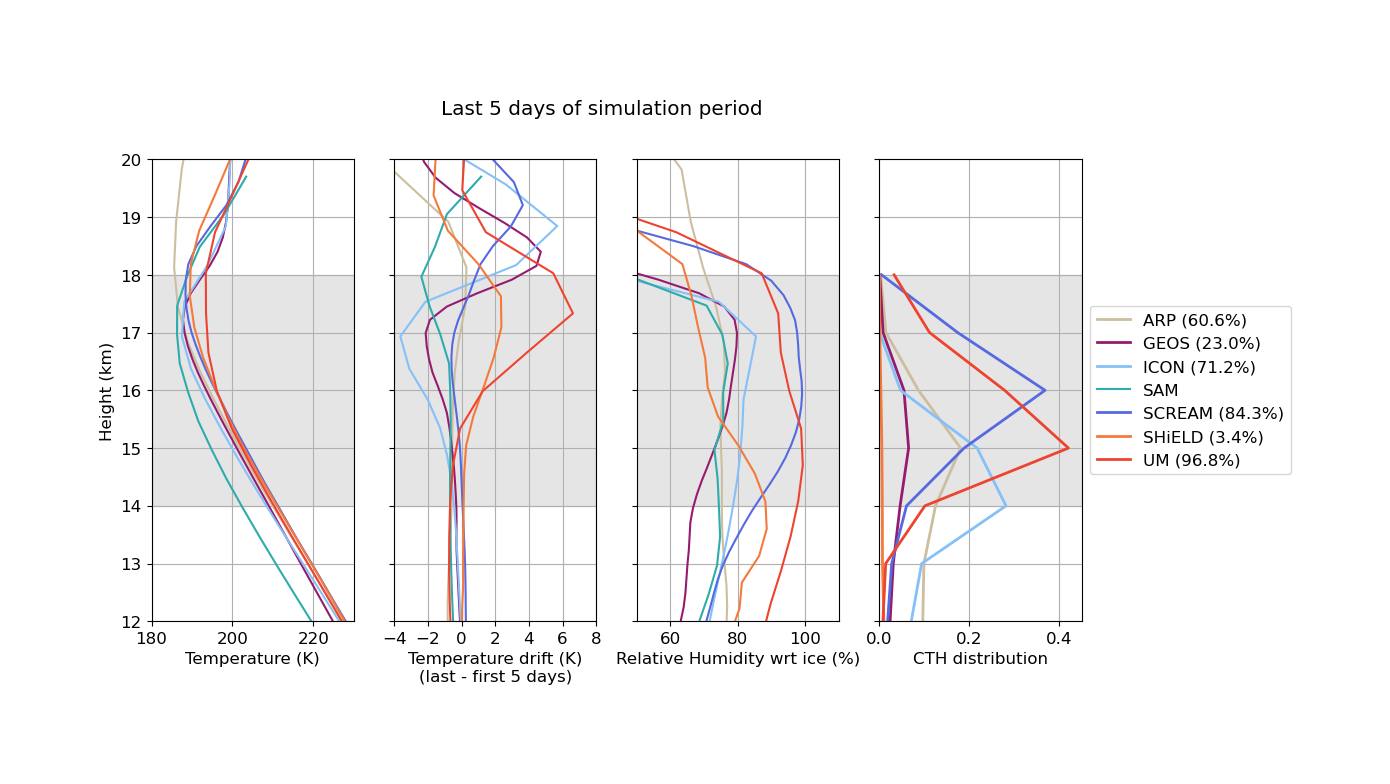 Last 5 days of simulation period
20
19
18
17
16
15
14
13
12
Height (km)
180 200 220
Temperature (K)
−4 −2 0 2 4 6 8
Temperature drift (K)
(last - first 5 days)
60 80 100
Relative Humidity wrt ice (%)
0.0 0.2 0.4
CTH distribution
ARP (60.6%)
GEOS (23.0%)
ICON (71.2%)
SAM
SCREAM (84.3%)
SHiELD (3.4%)
UM (96.8%)